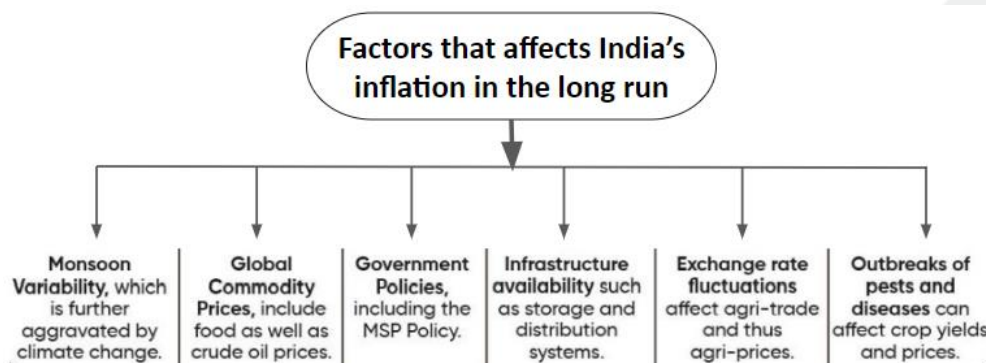 Factors that affects India's
inflation in the long run
Monsoon
Variability, which
is further
aggravated by
climate change.
Global
Commodity
Prices, include
food as well as
crude oil prices.
Government
Policies,
including the
MSP Policy.
Infrastructure
availability such
as storage and
distribution
systems.
Exchange rate
fluctuations
affect agri-trade
and thus
agri-prices.
Outbreaks of
pests and
diseases can
affect crop yields
and prices.